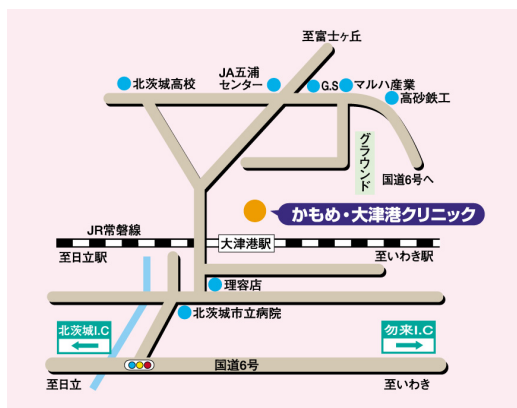 至富士ヶ丘
JA五浦
センター
北茨城高校
G.S
マルハ産業
高砂鉄工
グラウンド
国道6号へ
かもめ・大津港クリニック
JR常磐線
大津港駅
至日立駅
至いわき駅
理容店
北茨城市立病院
北茨城I.C
勿来I.C
国道6号
至日立
至いわき